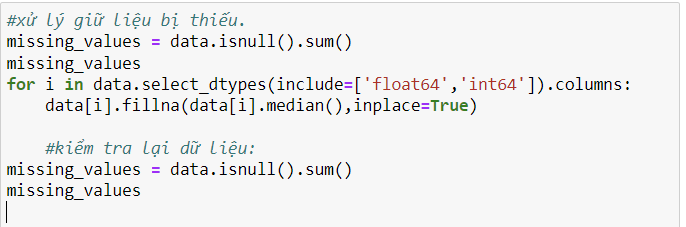 #xử lý giữ liệu bị thiếu.
missing_values = data.isnull().sum()
missing_values
for i in data.select_dtypes(include=['float64','int64']).columns:
    data[i].fillna(data[i].median(),inplace=True)
    #kiểm tra lại dữ liệu:
missing_values = data.isnull().sum()
missing_values